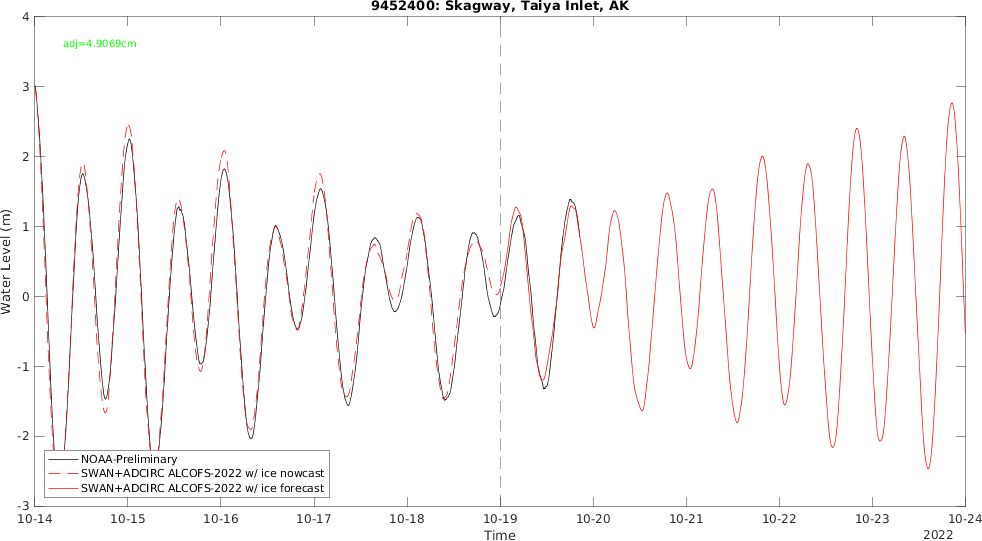 9452400: Skagway, Taiya Inlet, AK
adj=4.9069cm
4
3
2
1
0
-1
-2
-3
Water Level (m)
NOAA-Preliminary
SWAN+ADCIRC ALCOFS-2022 w/ ice nowcast
SWAN+ADCIRC ALCOFS-2022 w/ ice forecast
10-14 10-15 10-16 10-17 10-18 10-19 10-20 10-21 10-22 10-23 10-24
Time
2022